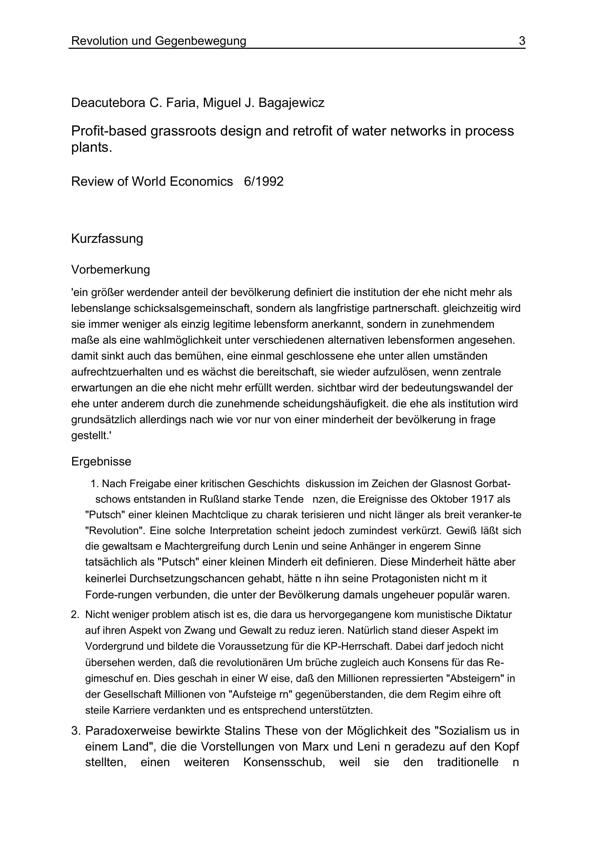 Revolution und Gegenbewegung 3
Deacutebora C. Faria, Miguel J. Bagajewicz
Profit-based grassroots design and retrofit of water networks in process
plants.
Review of World Economics 6/1992
Kurzfassung
Vorbemerkung
'ein größer werdender anteil der bevölkerung definiert die institution der ehe nicht mehr als
lebenslange schicksalsgemeinschaft, sondern als langfristige partnerschaft. gleichzeitig wird
sie immer weniger als einzig legitime lebensform anerkannt, sondern in zunehmendem
maße als eine wahlmöglichkeit unter verschiedenen alternativen lebensformen angesehen.
damit sinkt auch das bemühen, eine einmal geschlossene ehe unter allen umständen
aufrechtzuerhalten und es wächst die bereitschaft, sie wieder aufzulösen, wenn zentrale
erwartungen an die ehe nicht mehr erfüllt werden. sichtbar wird der bedeutungswandel der
ehe unter anderem durch die zunehmende scheidungshäufigkeit. die ehe als institution wird
grundsätzlich allerdings nach wie vor nur von einer minderheit der bevölkerung in frage
gestellt.'
Ergebnisse
1. Nach Freigabe einer kritischen Geschichts diskussion im Zeichen der Glasnost Gorbat-
schows entstanden in Rußland starke Tende nzen, die Ereignisse des Oktober 1917 als
"Putsch" einer kleinen Machtclique zu charak terisieren und nicht länger als breit veranker-te
"Revolution". Eine solche Interpretation scheint jedoch zumindest verkürzt. Gewiß läßt sich
die gewaltsam e Machtergreifung durch Lenin und seine Anhänger in engerem Sinne
tatsächlich als "Putsch" einer kleinen Minderh eit definieren. Diese Minderheit hätte aber
keinerlei Durchsetzungschancen gehabt, hätte n ihn seine Protagonisten nicht m it
Forde-rungen verbunden, die unter der Bevölkerung damals ungeheuer populär waren.
2. Nicht weniger problem atisch ist es, die dara us hervorgegangene kom munistische Diktatur
auf ihren Aspekt von Zwang und Gewalt zu reduz ieren. Natürlich stand dieser Aspekt im
Vordergrund und bildete die Voraussetzung für die KP-Herrschaft. Dabei darf jedoch nicht
übersehen werden, daß die revolutionären Um brüche zugleich auch Konsens für das Re-
gimeschuf en. Dies geschah in einer W eise, daß den Millionen repressierten "Absteigern" in
der Gesellschaft Millionen von "Aufsteige rn" gegenüberstanden, die dem Regim eihre oft
steile Karriere verdankten und es entsprechend unterstützten.
3. Paradoxerweise bewirkte Stalins These von der Möglichkeit des "Sozialism us in
einem Land", die die Vorstellungen von Marx und Leni n geradezu auf den Kopf
stellten, einen weiteren Konsensschub, weil sie den traditionelle n